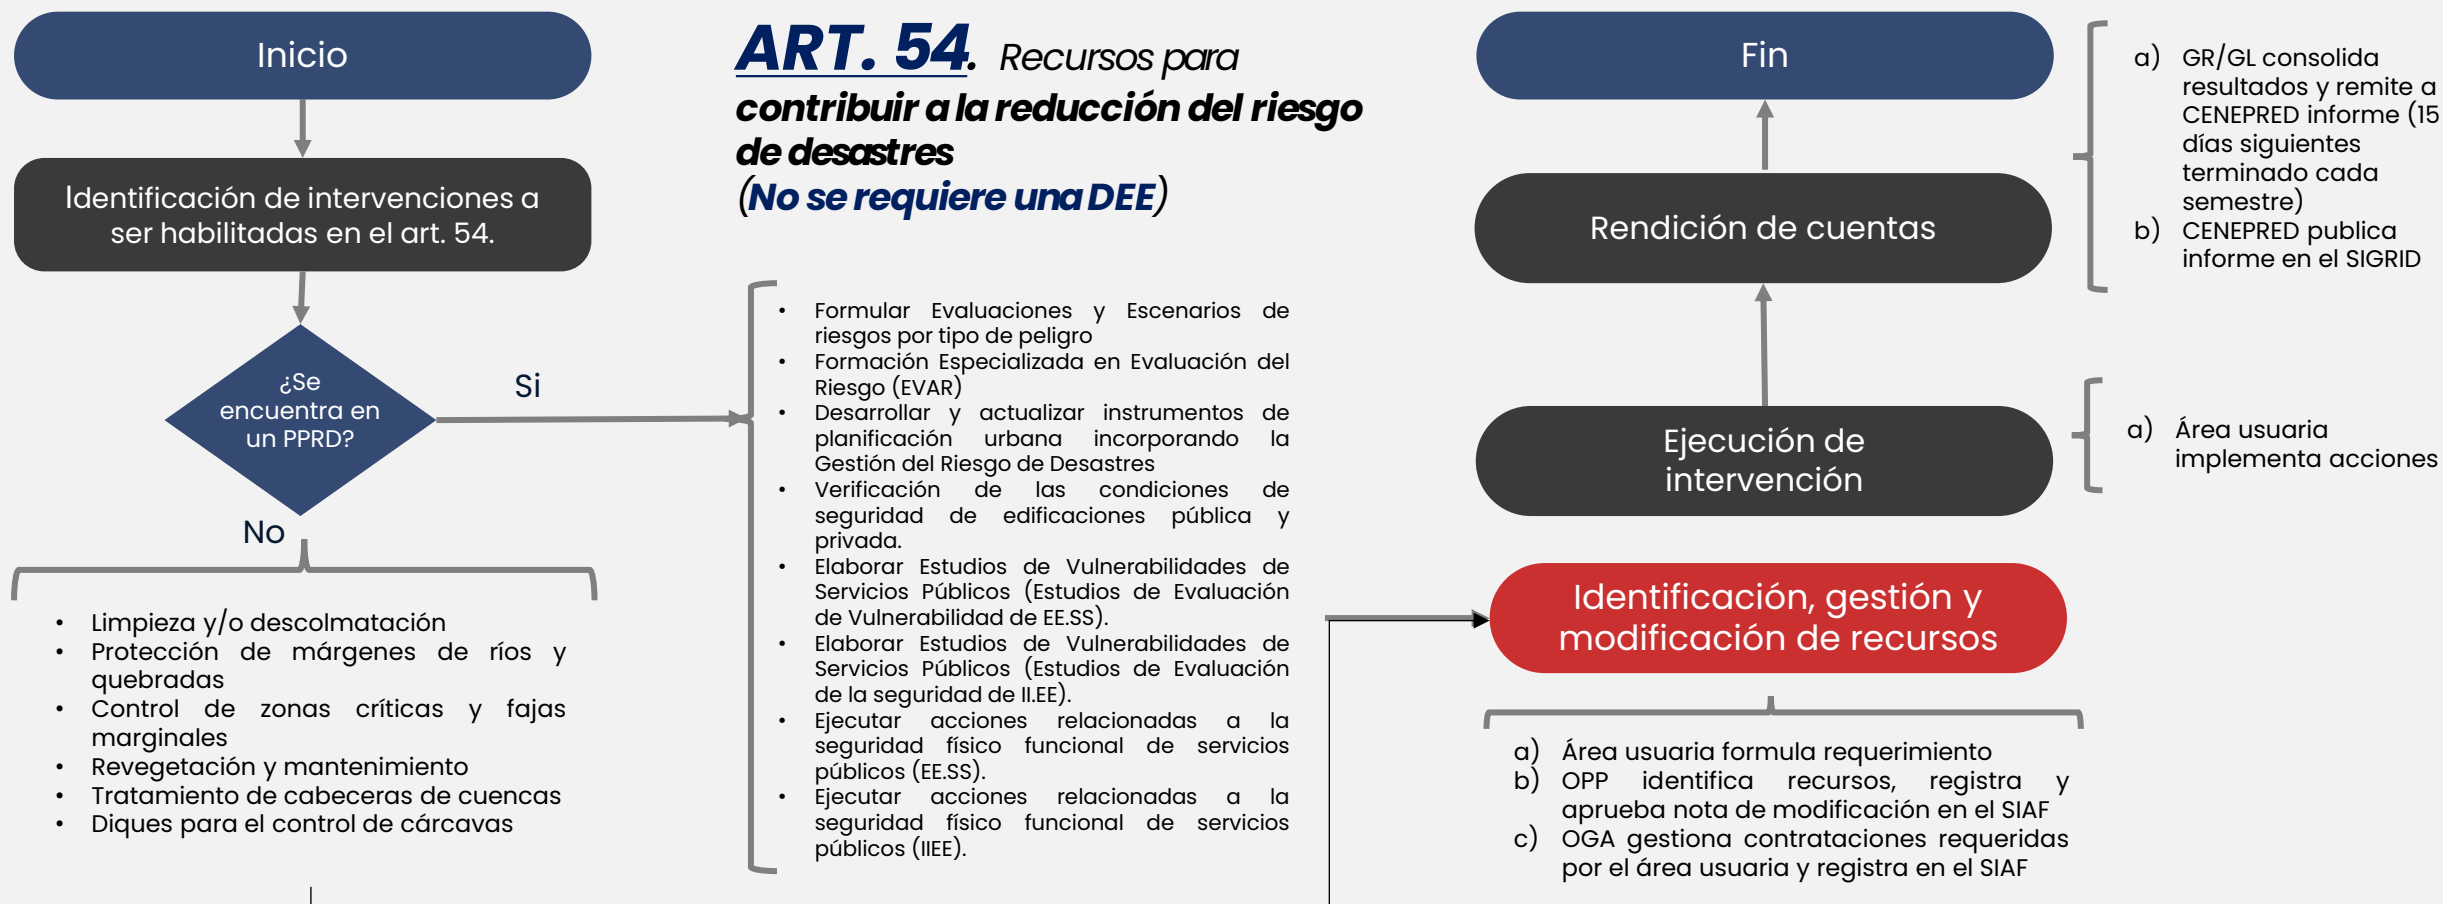 Inicio
Identificación de intervenciones a
ser habilitadas en el art. 54.
¿Se
encuentra en
un PPRD?
Si
No
• Limpieza y/o descolmatación
• Protección de márgenes de ríos y
quebradas
• Control de zonas críticas y fajas
marginales
• Revegetación y mantenimiento
• Tratamiento de cabeceras de cuencas
• Diques para el control de cárcavas
ART. 54. Recursos para
contribuir a la reducción del riesgo
de desastres
(No se requiere una DEE)
• Formular Evaluaciones y Escenarios de
riesgos por tipo de peligro
• Formación Especializada en Evaluación del
Riesgo (EVAR)
• Desarrollar y actualizar instrumentos de
planificación urbana incorporando la
Gestión del Riesgo de Desastres
• Verificación de las condiciones de
seguridad de edificaciones pública y
privada.
• Elaborar Estudios de Vulnerabilidades de
Servicios Públicos (Estudios de Evaluación
de Vulnerabilidad de EE.SS).
• Elaborar Estudios de Vulnerabilidades de
Servicios Públicos (Estudios de Evaluación
de la seguridad de II.EE).
• Ejecutar acciones relacionadas a la
seguridad físico funcional de servicios
públicos (EE.SS).
• Ejecutar acciones relacionadas a la
seguridad físico funcional de servicios
públicos (IIEE).
Fin
Rendición de cuentas
Ejecución de
intervención
Identificación, gestión y
modificación de recursos
a) Área usuaria formula requerimiento
b) OPP identifica recursos, registra y
aprueba nota de modificación en el SIAF
c) OGA gestiona contrataciones requeridas
por el área usuaria y registra en el SIAF
a) GR/GL consolida
resultados y remite a
CENEPRED informe (15
días siguientes
terminado cada
semestre)
b) CENEPRED publica
informe en el SIGRID
a) Área usuaria
implementa acciones